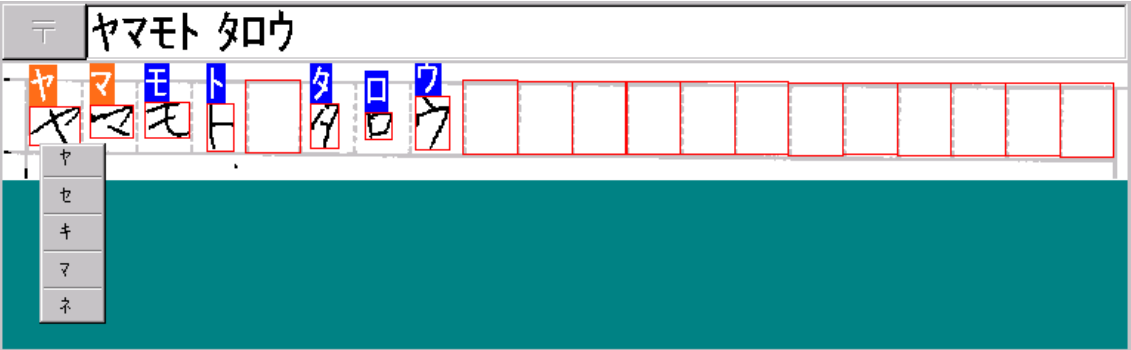 〒 ヤマモト タロウ
ヤ マ モ ト タ ロ ウ
ヤ マ モ ト タ ロ ウ
ヤ
セ
キ
マ
ネ